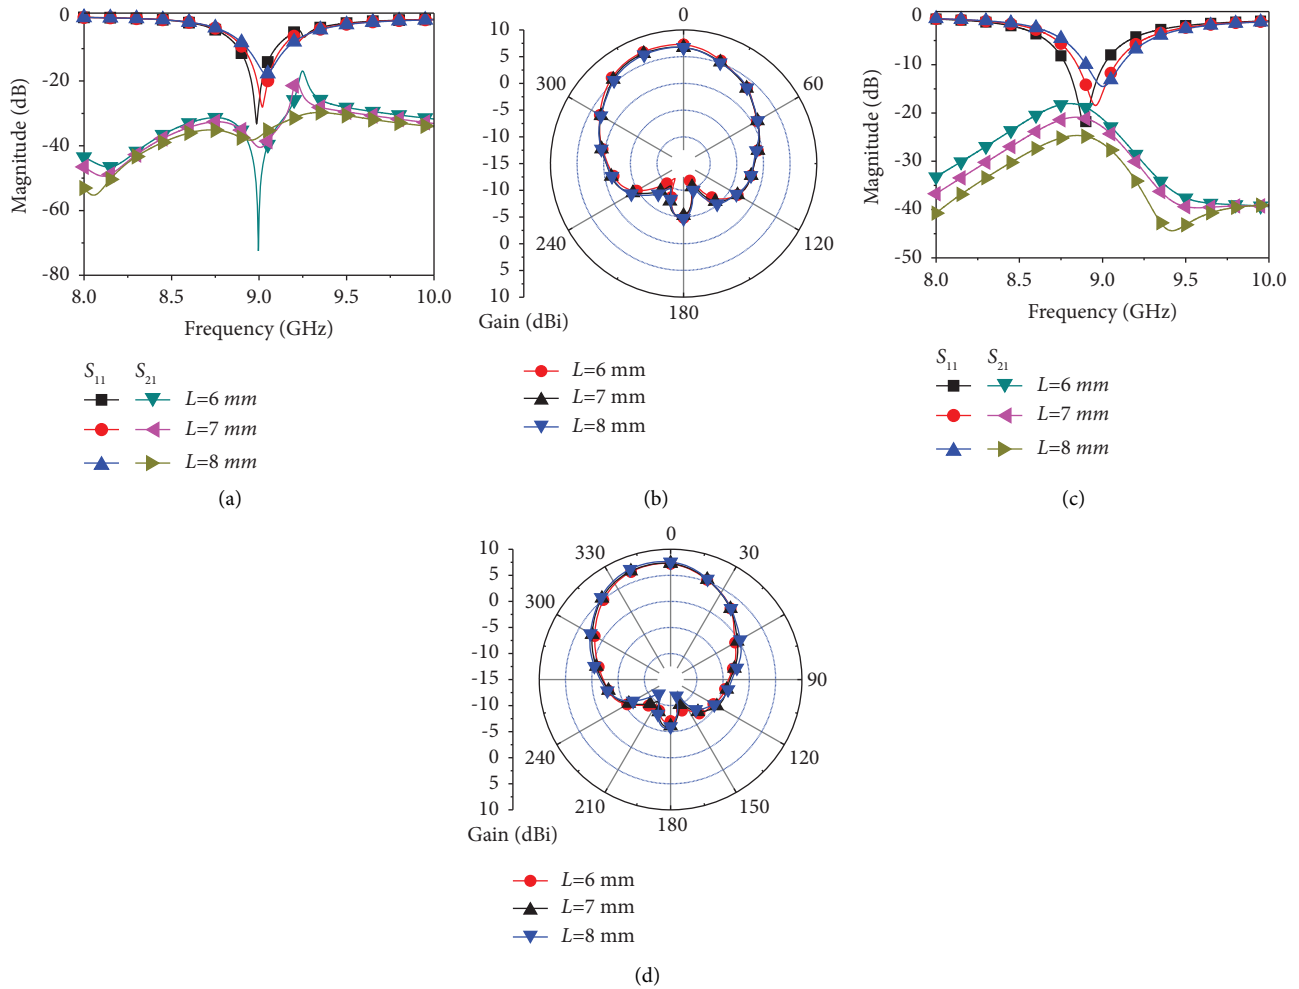 0
-20
-40
-60
-80
Magnitude (dB)
8.0 8.5 9.0 9.5 10.0
Frequency (GHz)
S11 S21
L=6 mm
L=7 mm
L=8 mm
(a)
10
5
0
-5
-10
-15
-10
-5
0
5
10
Gain (dBi)
0
60
120
180
240
300
L=6 mm
L=7 mm
L=8 mm
(b)
0
-10
-20
-30
-40
-50
Magnitude (dB)
8.0 8.5 9.0 9.5 10.0
Frequency (GHz)
S11 S21
L=6 mm
L=7 mm
L=8 mm
(c)
10
5
0
-5
-10
-15
-10
-5
0
5
10
Gain (dBi)
0
30
90
120
150
180
210
240
300
330
L=6 mm
L=7 mm
L=8 mm
(d)